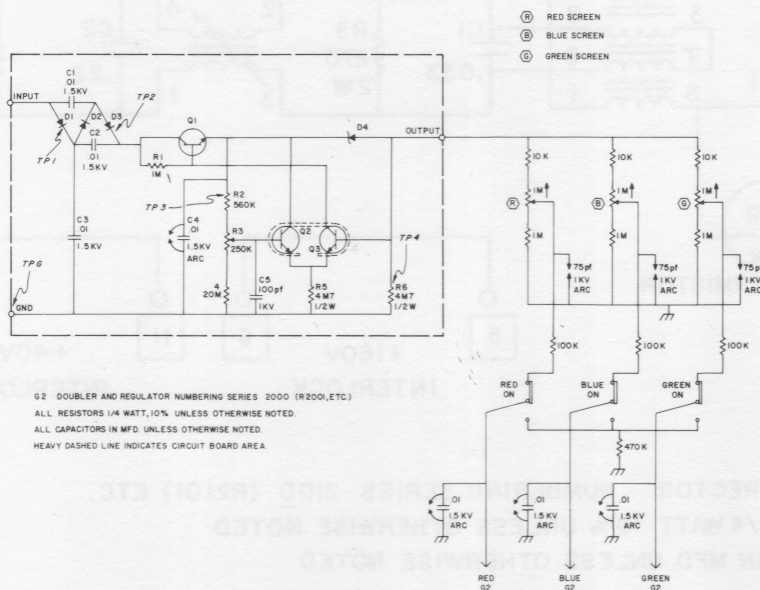 R RED SCREEN
B BLUE SCREEN
G GREEN SCREEN
INPUT
C1
.01
1.5KV
D1
D2
D3
TP2
TP1
C2
.01
1.5KV
Q1
R1
1M
D4
OUTPUT
TP3
R2
560K
C3
.01
1.5KV
C4
.01
1.5KV
ARC
R3
250K
Q2
Q3
TP4
C5
100pf
1KV
4
20M
R5
4M7
1/2W
R6
4M7
1/2W
TPG
GND
10K
10K
10K
R
1M
B
1M
G
1M
1M
1M
1M
75pf
1KV
ARC
75pf
1KV
ARC
75pf
1KV
ARC
100K
100K
100K
RED
ON
BLUE
ON
GREEN
ON
470K
G2 DOUBLER AND REGULATOR NUMBERING SERIES 2000 (R2001,ETC.)
ALL RESISTORS 1/4 WATT,10% UNLESS OTHERWISE NOTED.
ALL CAPACITORS IN MFD. UNLESS OTHERWISE NOTED.
HEAVY DASHED LINE INDICATES CIRCUIT BOARD AREA.
.01
1.5KV
ARC
.01
1.5KV
ARC
.01
1.5KV
ARC
RED
G2
BLUE
G2
GREEN
G2